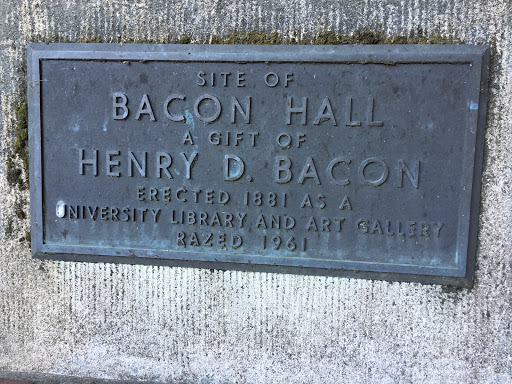 SITE OF
BACON HALL
A GIFT OF
HENRY D. BACON
ERECTED 1881 AS A
UNIVERSITY LIBRARY AND ART GALLERY
RAZED 1961